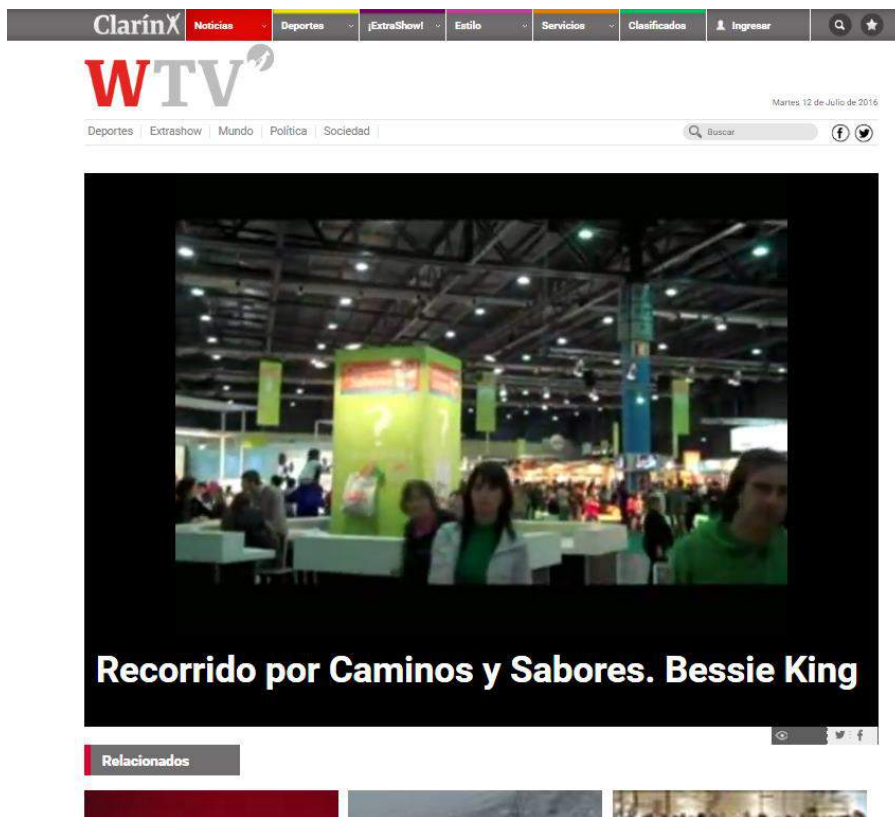 ClarínX Noticias Deportes ¡ExtraShow! Estilo Servicios Clasificados Ingresar
WTV
Martes 12 de Julio de 2016
Deportes Extrashow Mundo Política Sociedad Buscar
?
Recorrido por Caminos y Sabores. Bessie King
Relacionados